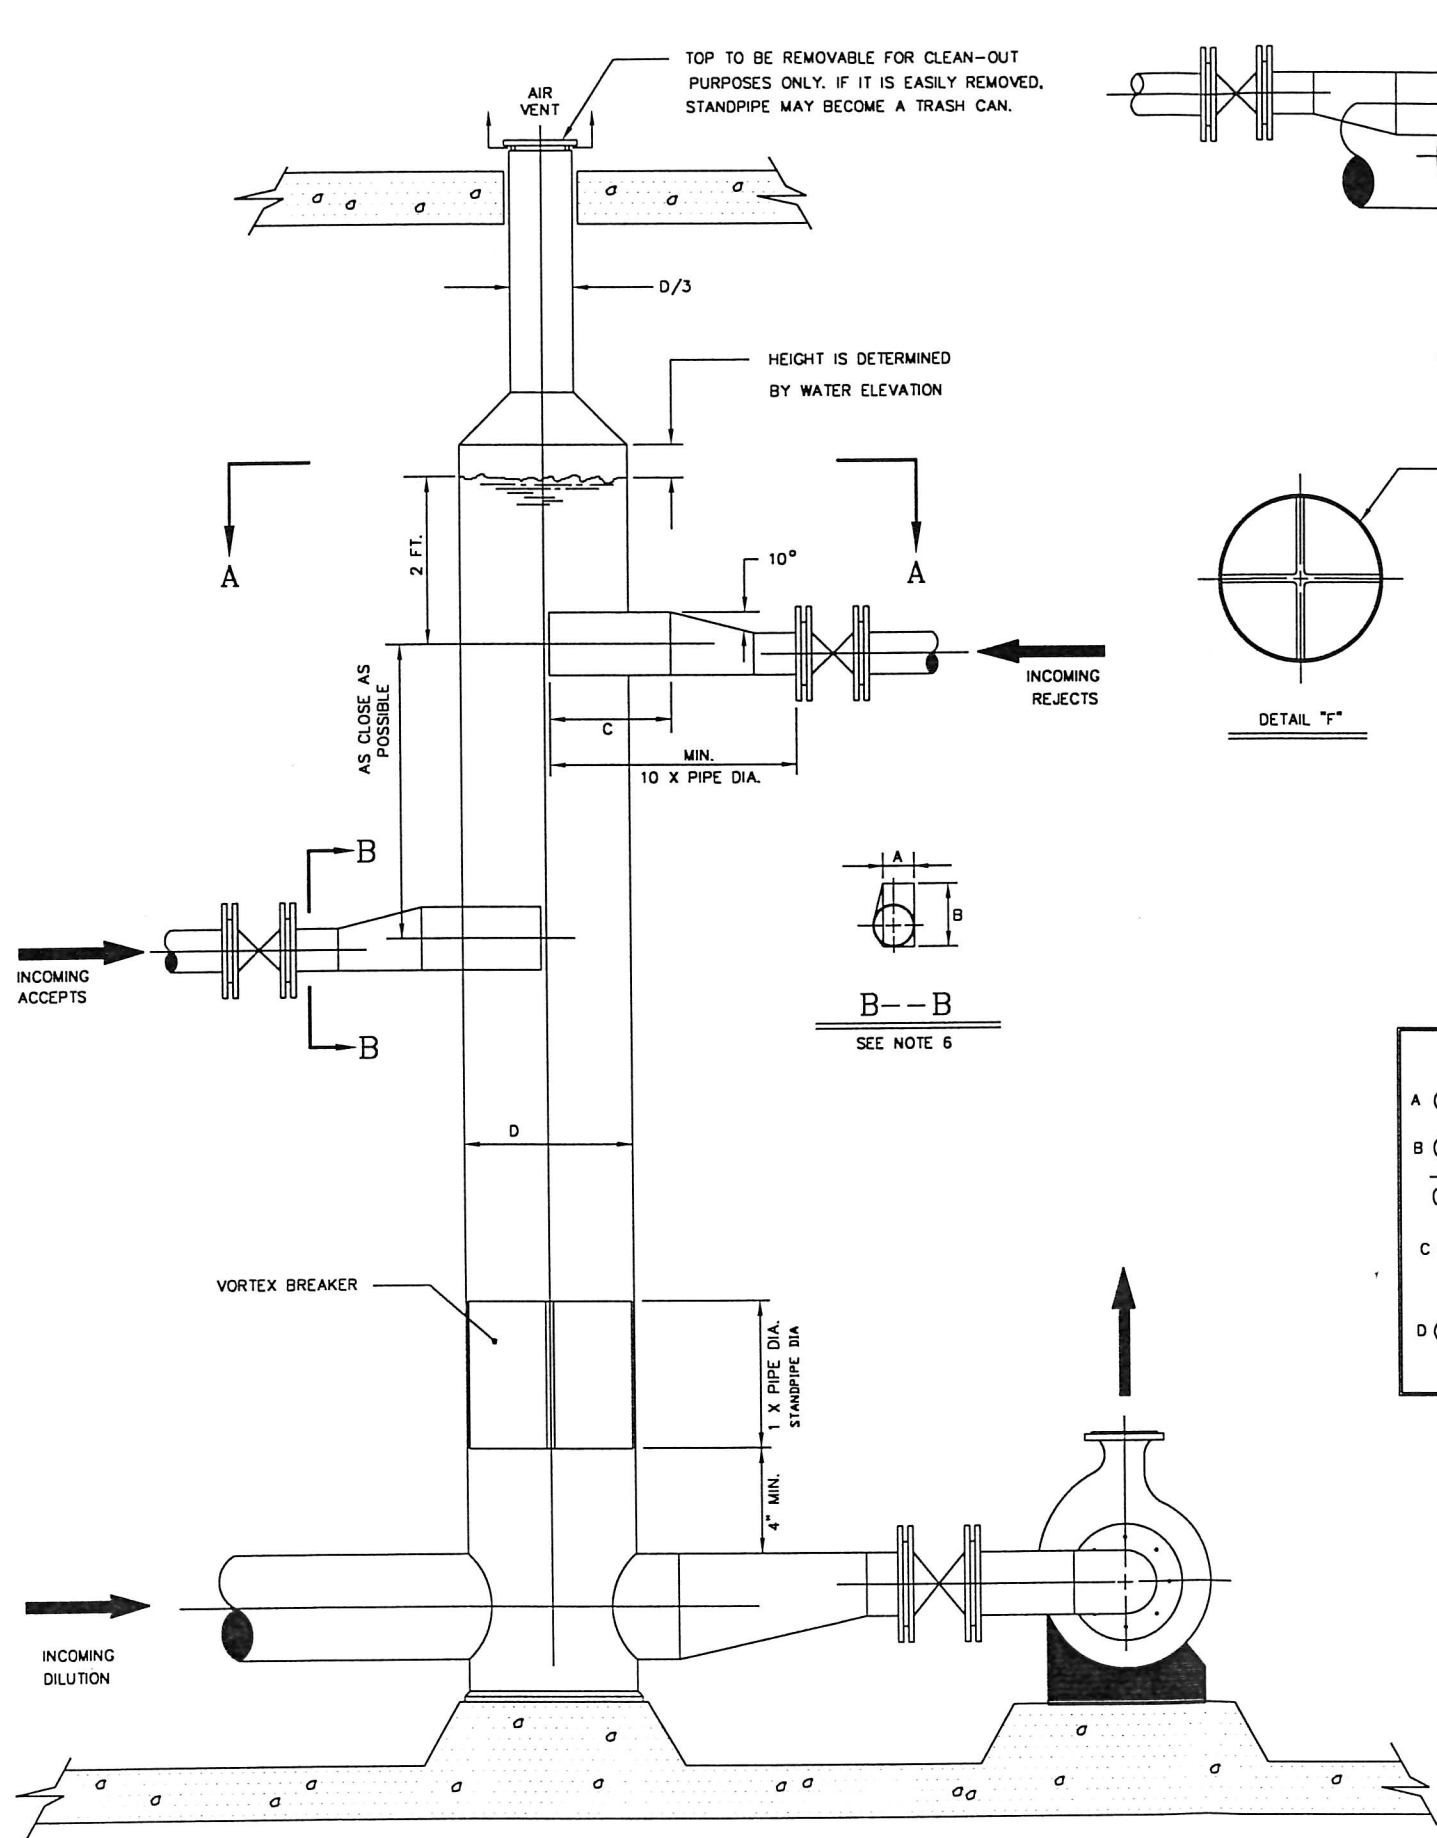 TOP TO BE REMOVABLE FOR CLEAN-OUT
PURPOSES ONLY. IF IT IS EASILY REMOVED,
STANDPIPE MAY BECOME A TRASH CAN.
AIR
VENT
D/3
HEIGHT IS DETERMINED
BY WATER ELEVATION
A
A
2 FT.
10°
INCOMING
REJECTS
DETAIL "F"
C
MIN.
10 X PIPE DIA.
AS CLOSE AS
POSSIBLE
B
B
INCOMING
ACCEPTS
A
B
B---B
SEE NOTE 6
D
A (
B (
C
D (
VORTEX BREAKER
1 X PIPE DIA.
STANDPIPE DIA
4" MIN.
INCOMING
DILUTION